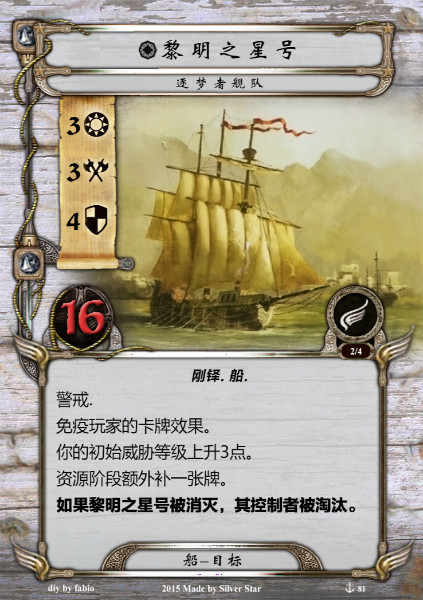 黎明之星号
逐梦者舰队
3
3
4
16
2/4
刚铎. 船.
警戒.
免疫玩家的卡牌效果。
你的初始威胁等级上升3点。
资源阶段额外补一张牌。
如果黎明之星号被消灭，其控制者被淘汰。
船—目标
diy by fabio 2015 Made by Silver Star 81